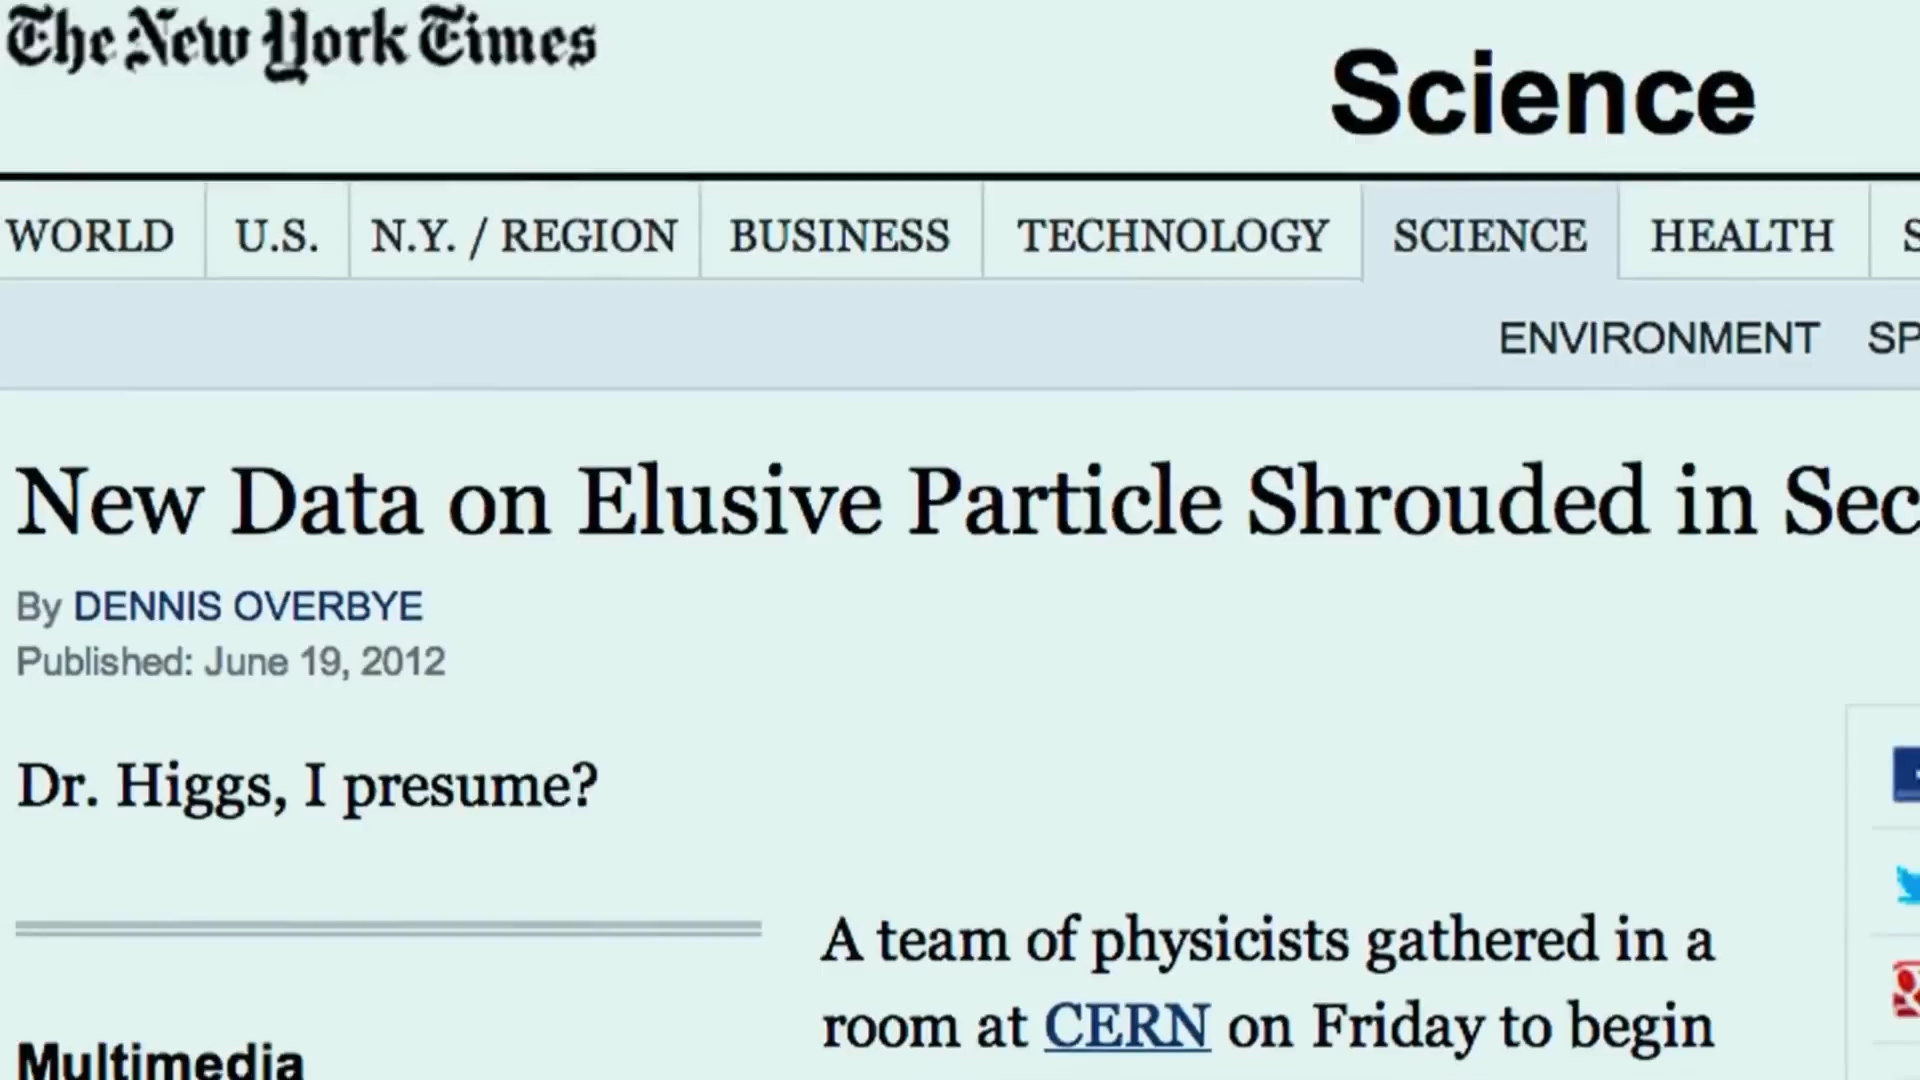 The New York Times
Science
WORLD U.S. N.Y. / REGION BUSINESS TECHNOLOGY SCIENCE HEALTH S
ENVIRONMENT SP
New Data on Elusive Particle Shrouded in Sec
By DENNIS OVERBYE
Published: June 19, 2012
Dr. Higgs, I presume?
A team of physicists gathered in a
room at CERN on Friday to begin
Multimedia